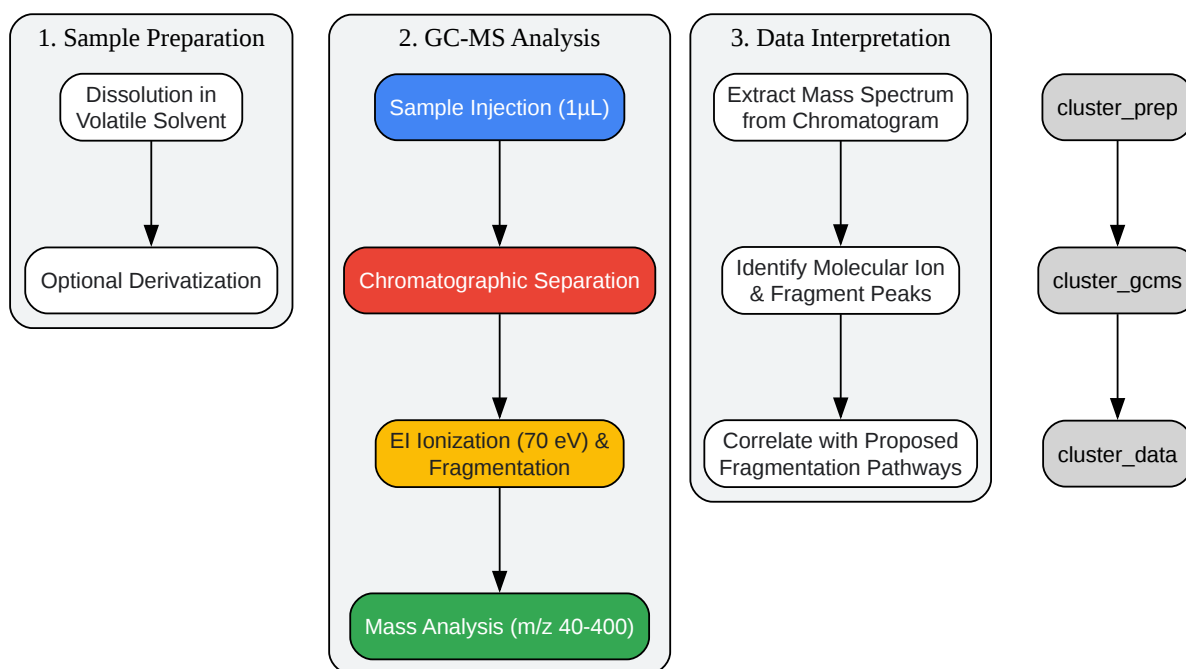 1. Sample Preparation
Dissolution in
Volatile Solvent
Optional Derivatization
2. GC-MS Analysis
Sample Injection (1µL)
Chromatographic Separation
EI Ionization (70 eV) &
Fragmentation
Mass Analysis (m/z 40-400)
3. Data Interpretation
Extract Mass Spectrum
from Chromatogram
Identify Molecular Ion
& Fragment Peaks
Correlate with Proposed
Fragmentation Pathways
cluster_prep
cluster_gcms
cluster_data